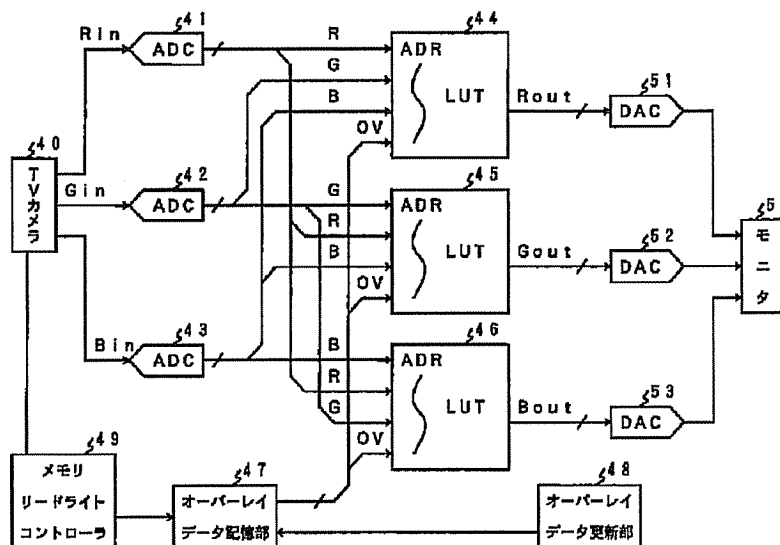 41
Rin
ADC
R
G
B
OV
44
ADR
LUT
Rout
51
DAC
40
TVカメラ
Gin
42
ADC
G
R
B
OV
45
ADR
LUT
Gout
52
DAC
5
モニタ
Bin
43
ADC
B
R
G
OV
46
ADR
LUT
Bout
53
DAC
49
メモリ
リードライト
コントローラ
47
オーバーレイ
データ記憶部
48
オーバーレイ
データ更新部